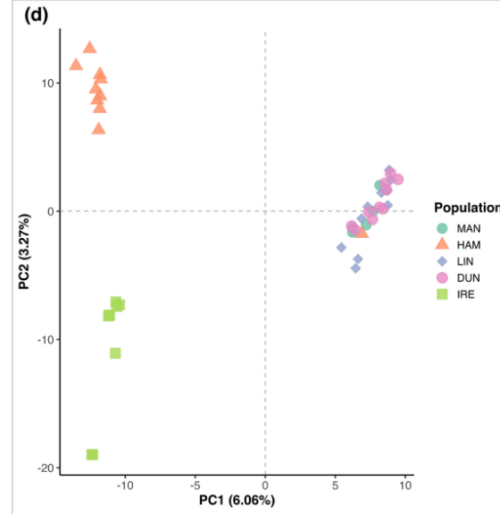 (d)
10
0
-10
-20
PC2 (3.27%)
-10
-5
0
5
10
PC1 (6.06%)
Population
MAN
HAM
LIN
DUN
IRE